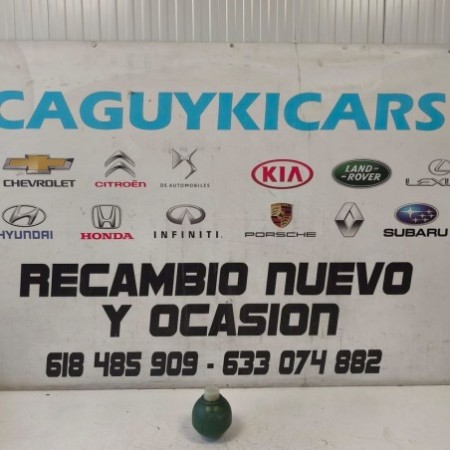 CAGUYKICARS
CHEVROLET CITROËN DS AUTOMOBILES KIA LAND-ROVER LEXUS
HYUNDAI HONDA INFINITI PORSCHE SUBARU
RECAMBIO NUEVO
Y OCASION
618 485 909 - 633 074 882